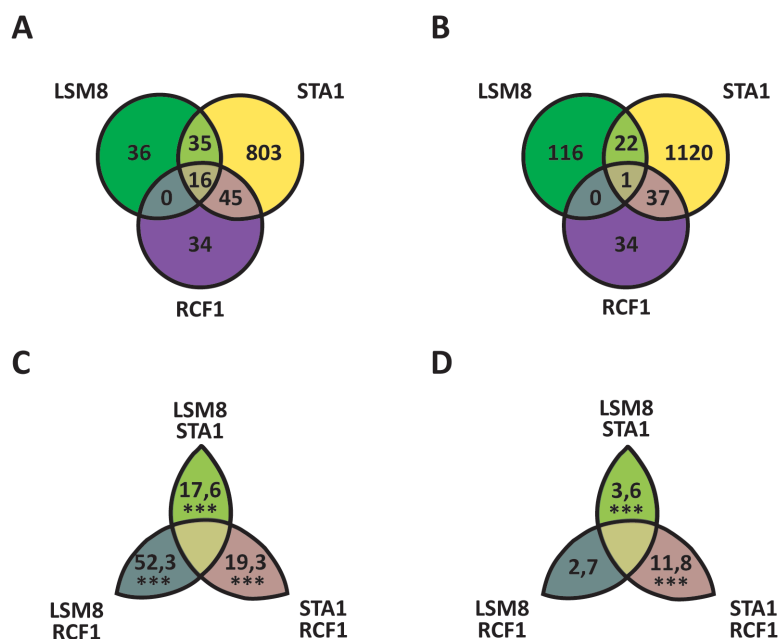 A
LSM8
STA1
36
35
803
16
0
45
34
RCF1
B
LSM8
STA1
116
22
1120
1
0
37
34
RCF1
C
LSM8
STA1
17,6
***
52,3
***
19,3
***
LSM8
RCF1
STA1
RCF1
D
LSM8
STA1
3,6
***
2,7
11,8
***
LSM8
RCF1
STA1
RCF1